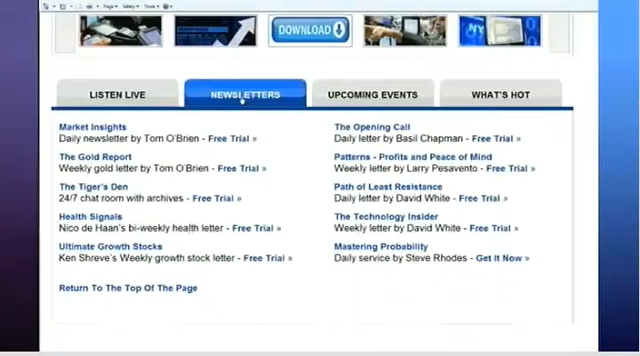 Page ▾ Safety ▾ Tools ▾
DOWNLOAD
LISTEN LIVE
NEWSLETTERS
UPCOMING EVENTS
WHAT'S HOT
Market Insights
Daily newsletter by Tom O'Brien - Free Trial »
The Gold Report
Weekly gold letter by Tom O'Brien - Free Trial »
The Tiger's Den
24/7 chat room with archives - Free Trial »
Health Signals
Nico de Haan's bi-weekly health letter - Free Trial »
Ultimate Growth Stocks
Ken Shreve's Weekly growth stock letter - Free Trial »
Return To The Top Of The Page
The Opening Call
Daily letter by Basil Chapman - Free Trial »
Patterns - Profits and Peace of Mind
Weekly letter by Larry Pesavento - Free Trial »
Path of Least Resistance
Daily letter by David White - Free Trial »
The Technology Insider
Weekly letter by David White - Free Trial »
Mastering Probability
Daily service by Steve Rhodes - Get It Now »